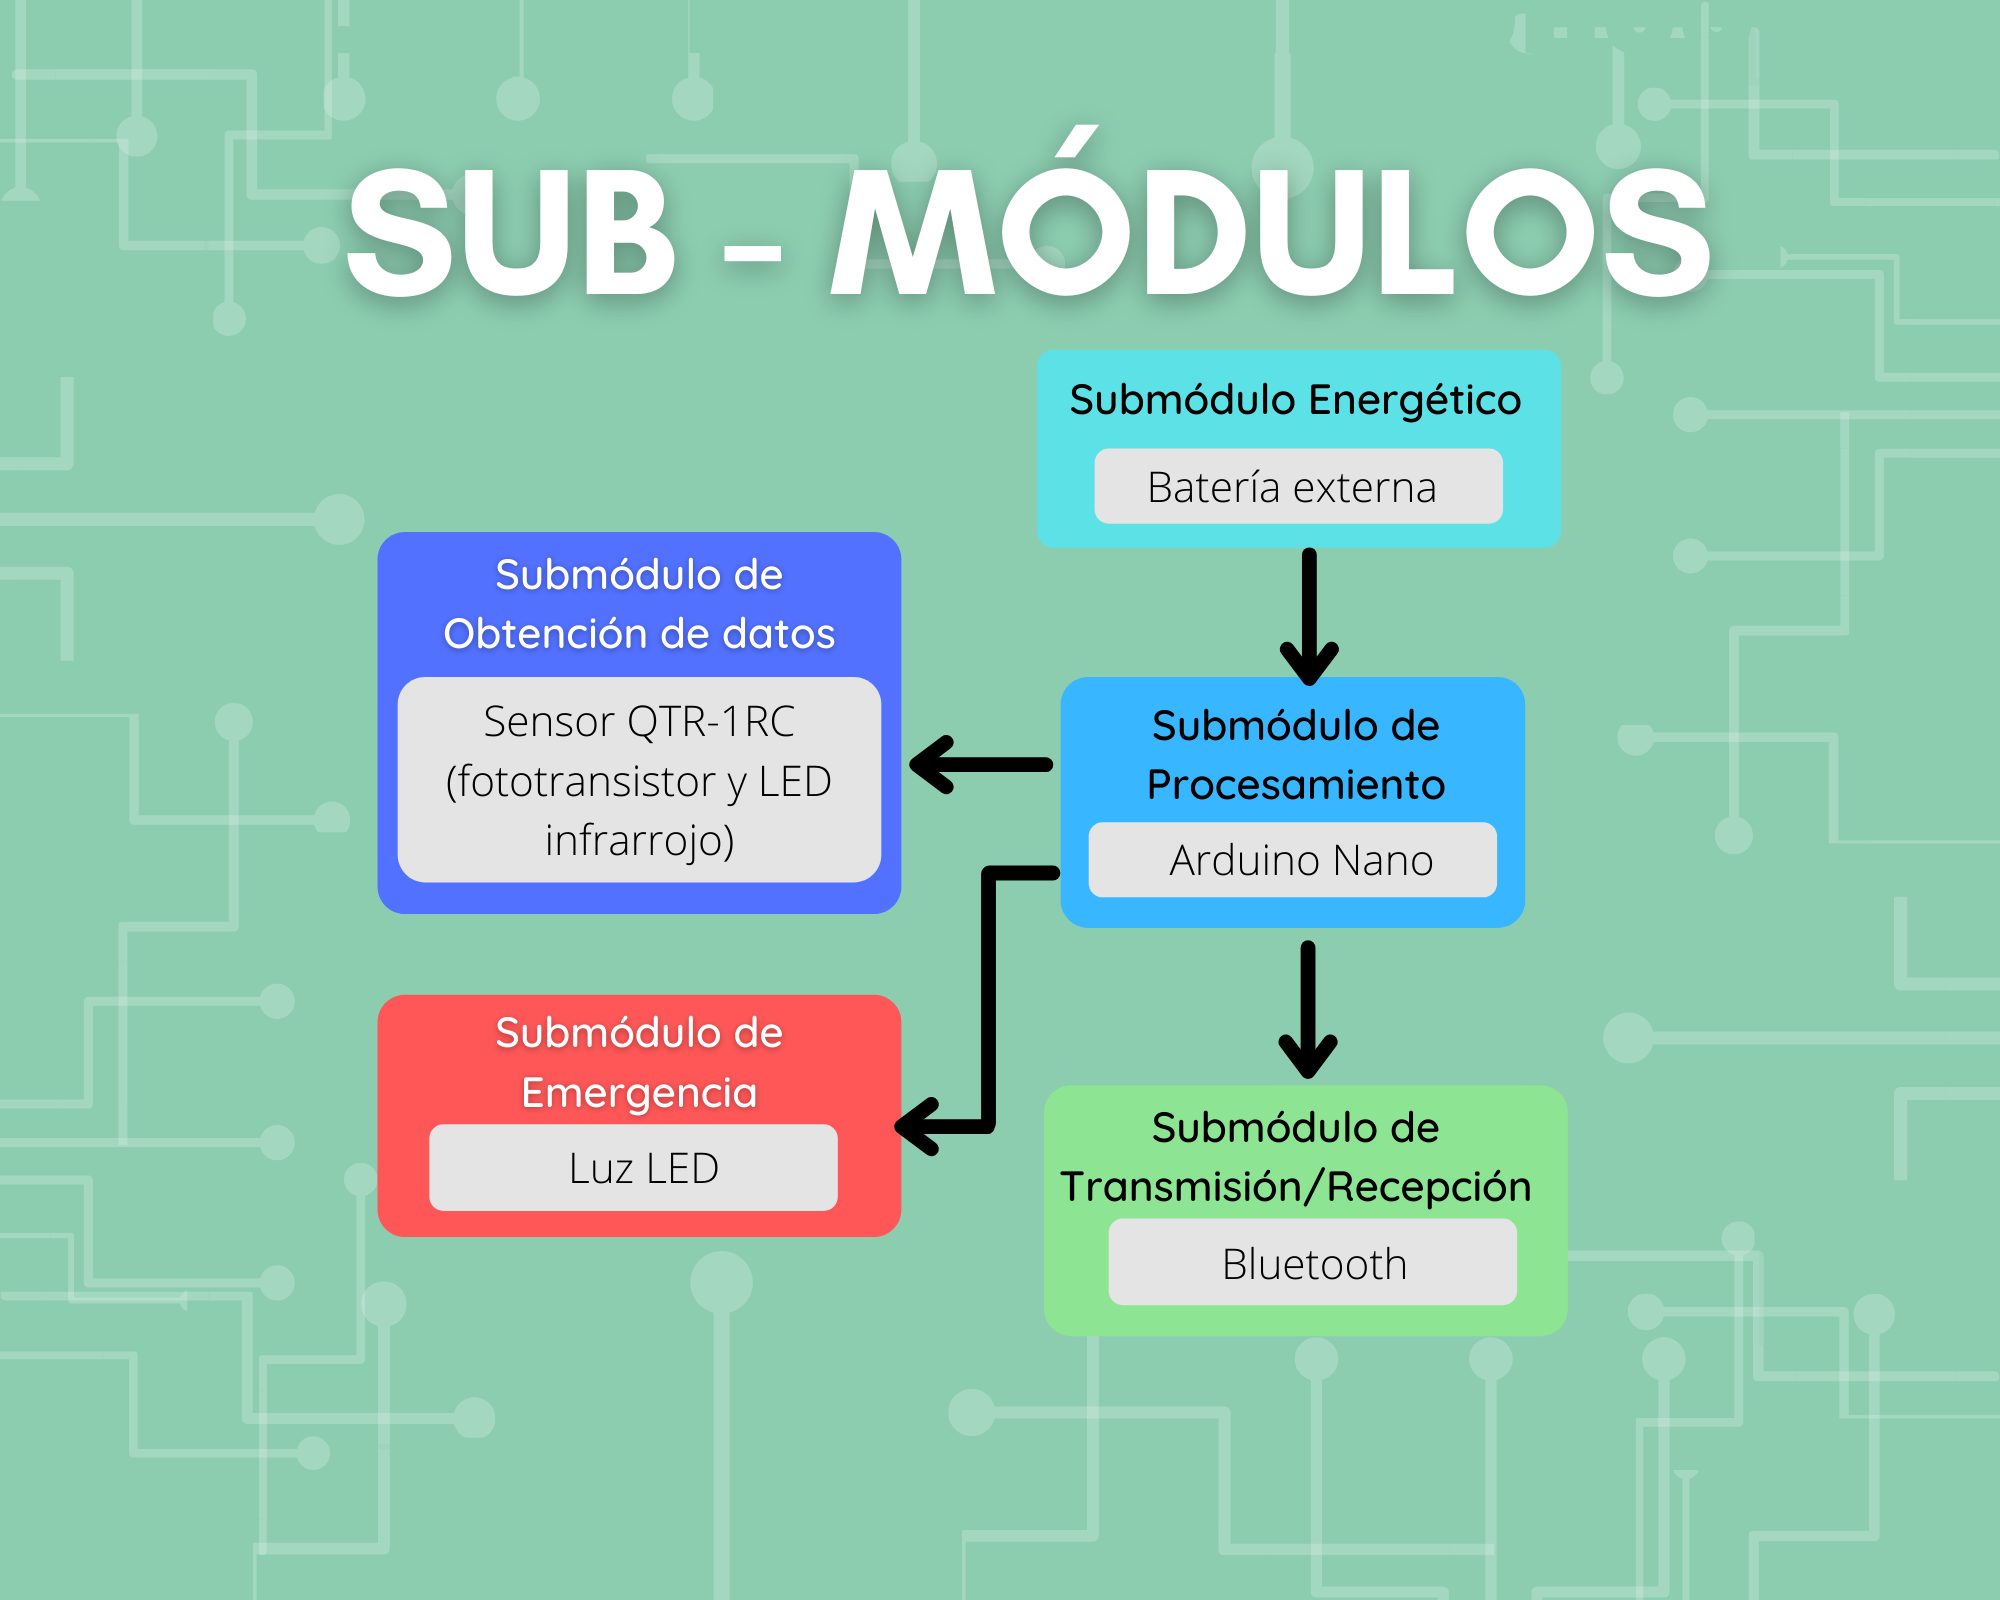 SUB - MÓDULOS
Submódulo Energético
Batería externa
Submódulo de
Obtención de datos
Sensor QTR-1RC
(fototransistor y LED
infrarrojo)
Submódulo de
Procesamiento
Arduino Nano
Submódulo de
Emergencia
Luz LED
Submódulo de
Transmisión/Recepción
Bluetooth